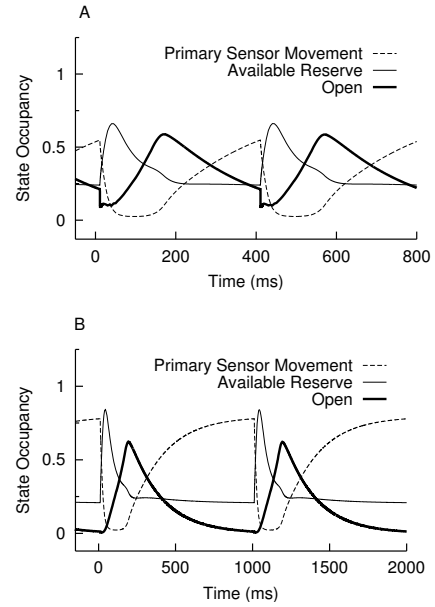 A
Primary Sensor Movement
Available Reserve
Open
1
0.5
0
State Occupancy
0 200 400 600 800
Time (ms)
B
Primary Sensor Movement
Available Reserve
Open
1
0.5
0
State Occupancy
0 500 1000 1500 2000
Time (ms)